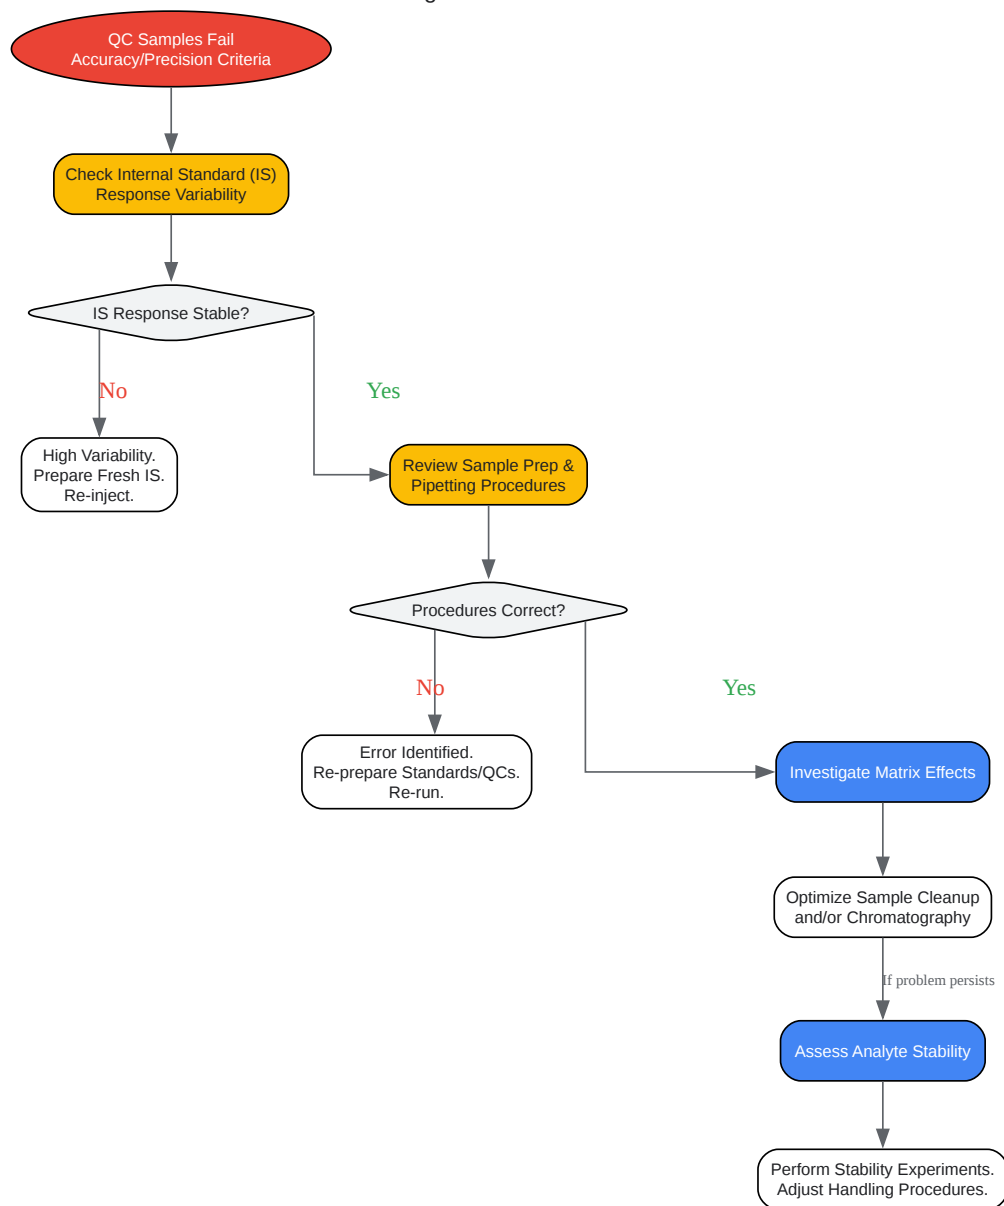 QC Samples Fail
Accuracy/Precision Criteria
Check Internal Standard (IS)
Response Variability
IS Response Stable?
No
Yes
High Variability.
Prepare Fresh IS.
Re-inject.
Review Sample Prep &
Pipetting Procedures
Procedures Correct?
No
Yes
Error Identified.
Re-prepare Standards/QCs.
Re-run.
Investigate Matrix Effects
Optimize Sample Cleanup
and/or Chromatography
If problem persists
Assess Analyte Stability
Perform Stability Experiments.
Adjust Handling Procedures.